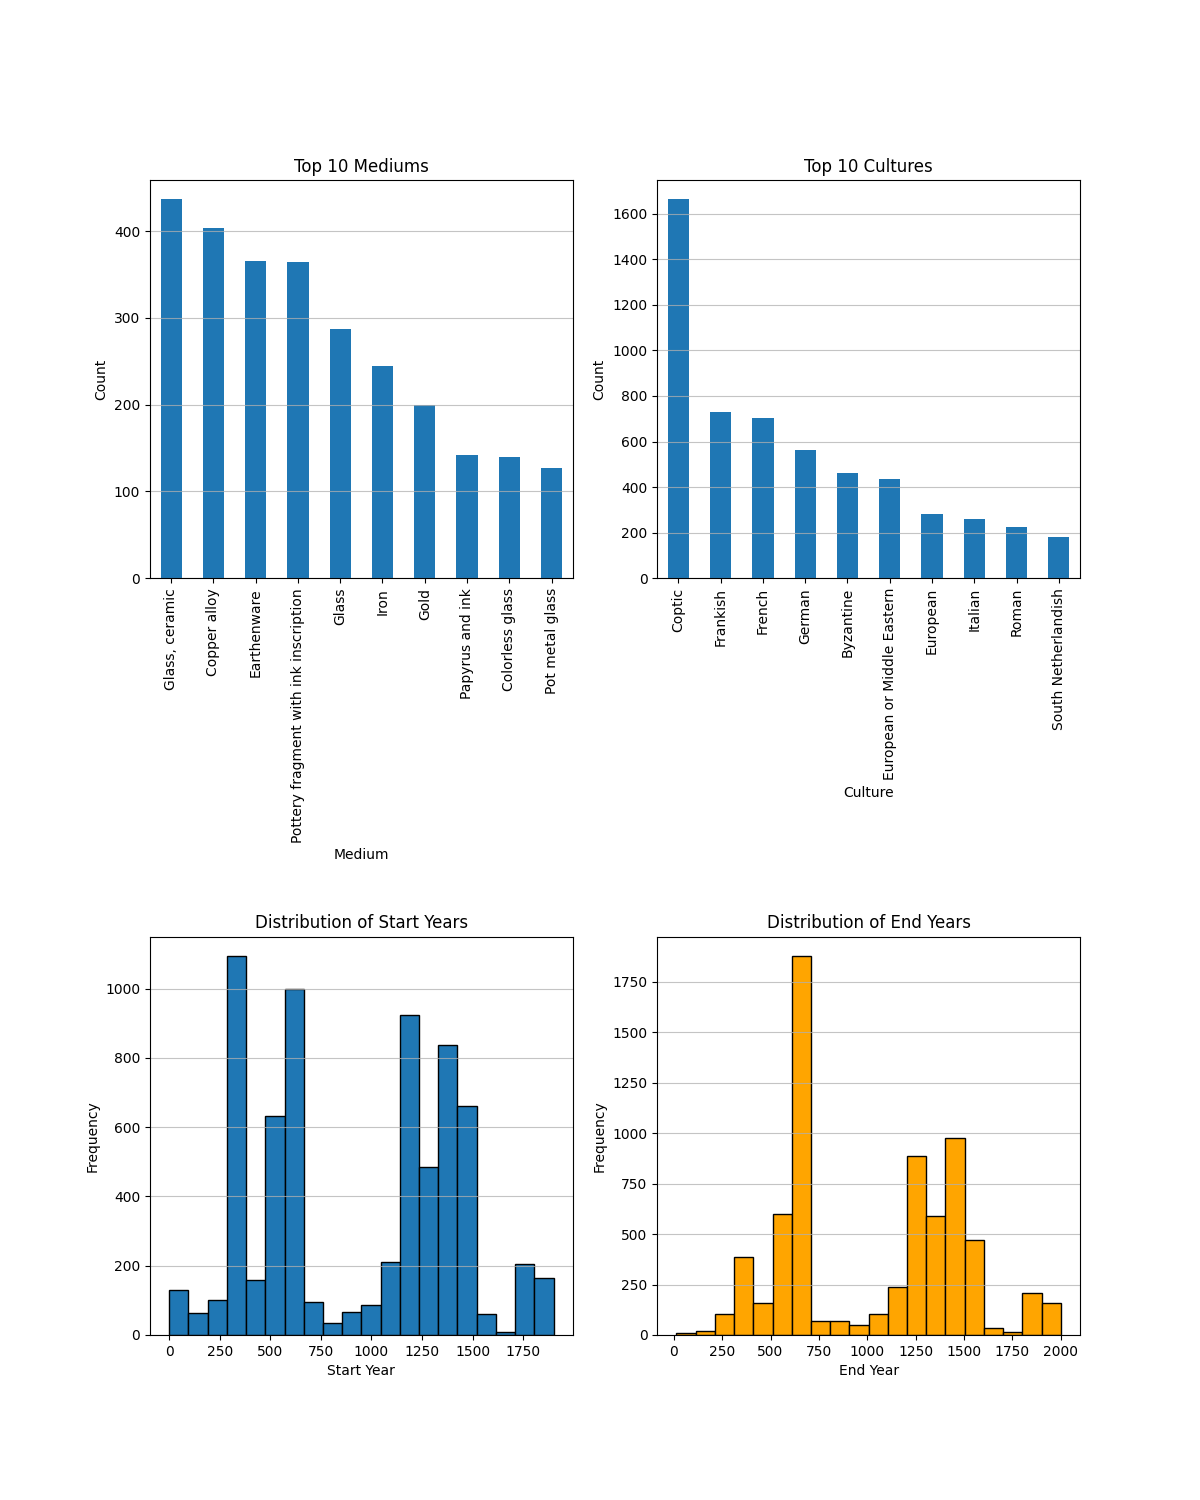 Top 10 Mediums
Count
400
300
200
100
0
Glass, ceramic
Copper alloy
Earthenware
Pottery fragment with ink inscription
Glass
Iron
Gold
Papyrus and ink
Colorless glass
Pot metal glass
Medium
Top 10 Cultures
Count
1600
1400
1200
1000
800
600
400
200
0
Coptic
Frankish
French
German
Byzantine
European or Middle Eastern
European
Italian
Roman
South Netherlandish
Culture
Distribution of Start Years
Frequency
1000
800
600
400
200
0
0 250 500 750 1000 1250 1500 1750
Start Year
Distribution of End Years
Frequency
1750
1500
1250
1000
750
500
250
0
0 250 500 750 1000 1250 1500 1750 2000
End Year